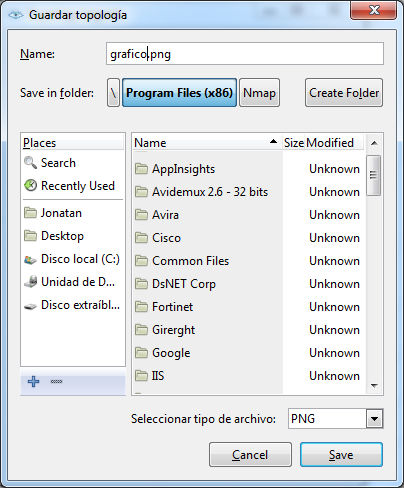 Guardar topología
Name: grafico.png
Save in folder: \ Program Files (x86) Nmap Create Folder
Places
Search
Recently Used
Jonatan
Desktop
Disco local (C:)
Unidad de D...
Disco extraíbl...
Name Size Modified
AppInsights Unknown
Avidemux 2.6 - 32 bits Unknown
Avira Unknown
Cisco Unknown
Common Files Unknown
DsNET Corp Unknown
Fortinet Unknown
Girerght Unknown
Google Unknown
IIS Unknown
Seleccionar tipo de archivo: PNG
Cancel Save